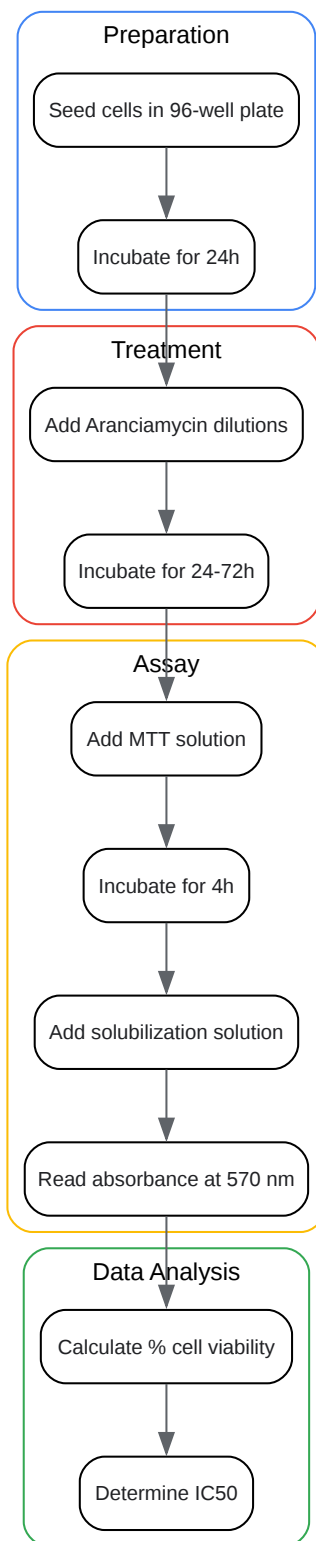 Preparation
Seed cells in 96-well plate
Incubate for 24h
Treatment
Add Aranciamycin dilutions
Incubate for 24-72h
Assay
Add MTT solution
Incubate for 4h
Add solubilization solution
Read absorbance at 570 nm
Data Analysis
Calculate % cell viability
Determine IC50